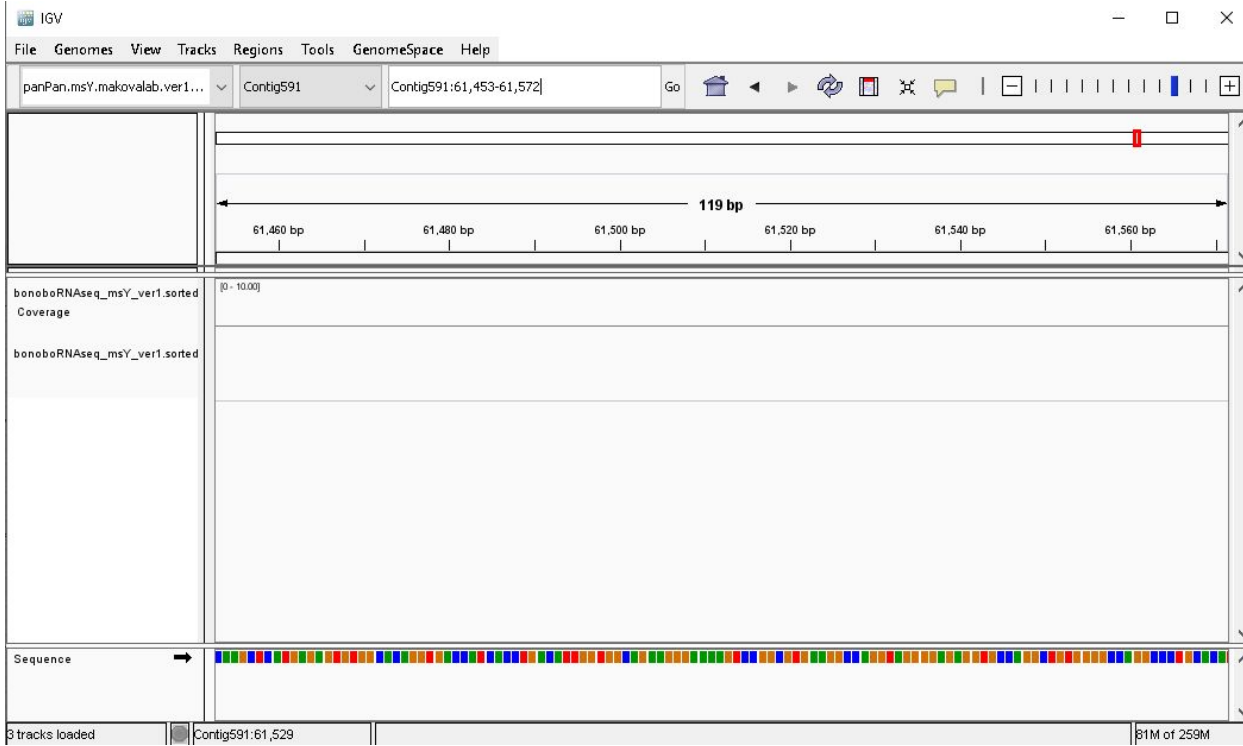 IGV
File Genomes View Tracks Regions Tools GenomeSpace Help
panPan.msY.makovalab.ver1... Contig591 Contig591:61,453-61,572 Go
119 bp
61,460 bp 61,480 bp 61,500 bp 61,520 bp 61,540 bp 61,560 bp
bonoboRNAseq_msY_ver1.sorted [0 - 10.00]
Coverage
bonoboRNAseq_msY_ver1.sorted
Sequence
3 tracks loaded Contig591:61,529 81M of 259M